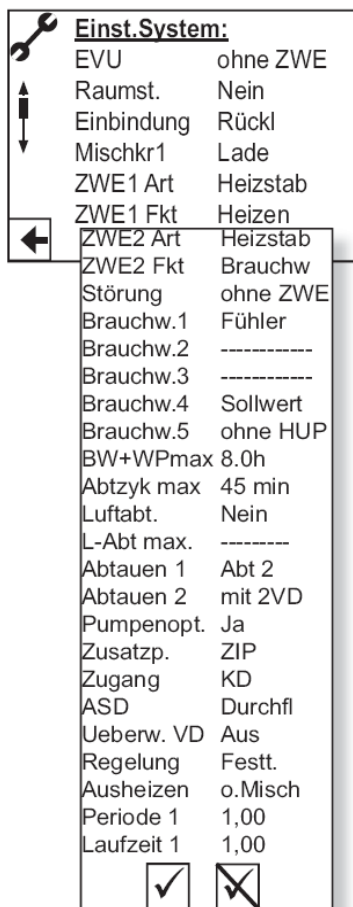 Einst.System:
EVU ohne ZWE
Raumst. Nein
Einbindung Rückl
Mischkr1 Lade
ZWE1 Art Heizstab
ZWE1 Fkt Heizen
ZWE2 Art Heizstab
ZWE2 Fkt Brauchw
Störung ohne ZWE
Brauchw.1 Fühler
Brauchw.2 ------------
Brauchw.3 ------------
Brauchw.4 Sollwert
Brauchw.5 ohne HUP
BW+WPmax 8.0h
Abtzyk max 45 min
Luftabt. Nein
L-Abt max. ---------
Abtauen 1 Abt 2
Abtauen 2 mit 2VD
Pumpenopt. Ja
Zusatzp. ZIP
Zugang KD
ASD Durchfl
Ueberw. VD Aus
Regelung Festt.
Ausheizen o.Misch
Periode 1 1,00
Laufzeit 1 1,00